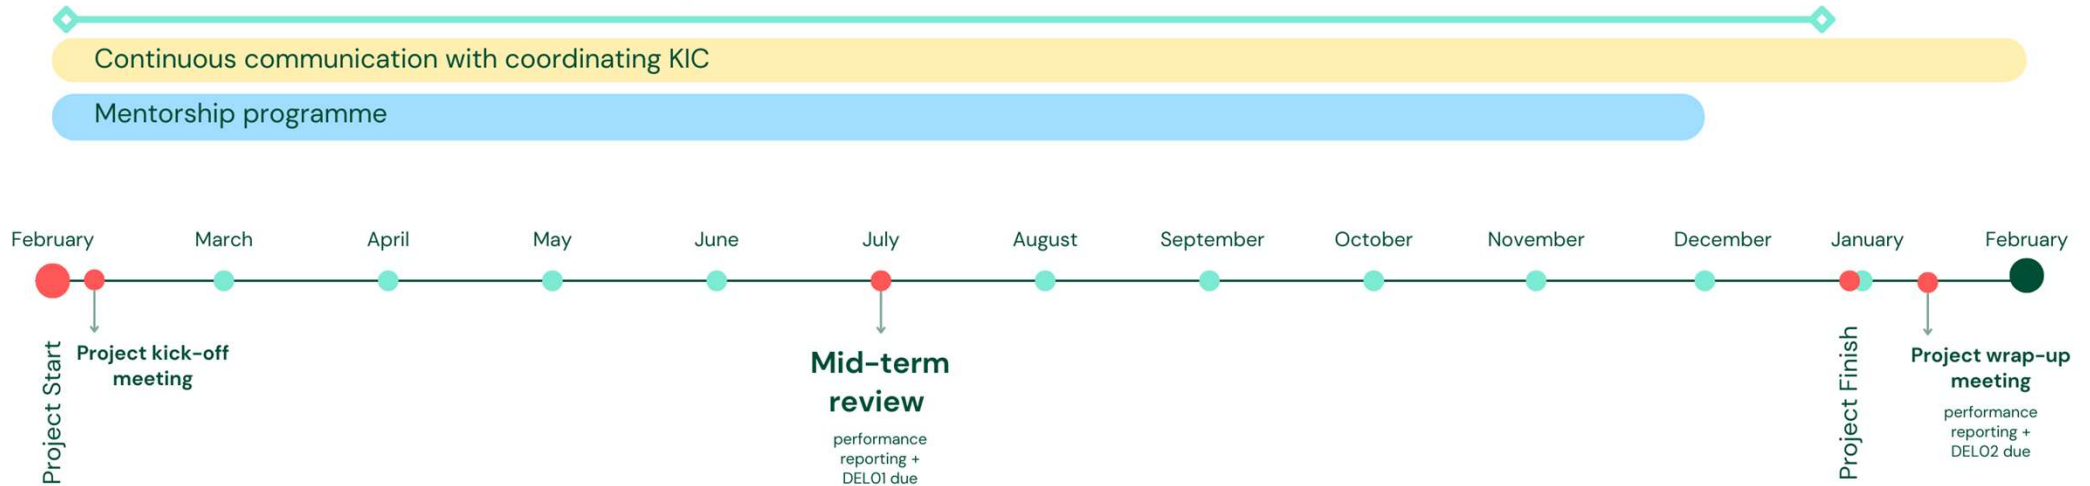 Continuous communication with coordinating KIC
Mentorship programme
February
March
April
May
June
July
August
September
October
November
December
January
February
Project Start
Project kick-off
meeting
Mid-term
review
performance
reporting +
DEL01 due
Project Finish
Project wrap-up
meeting
performance
reporting +
DEL02 due